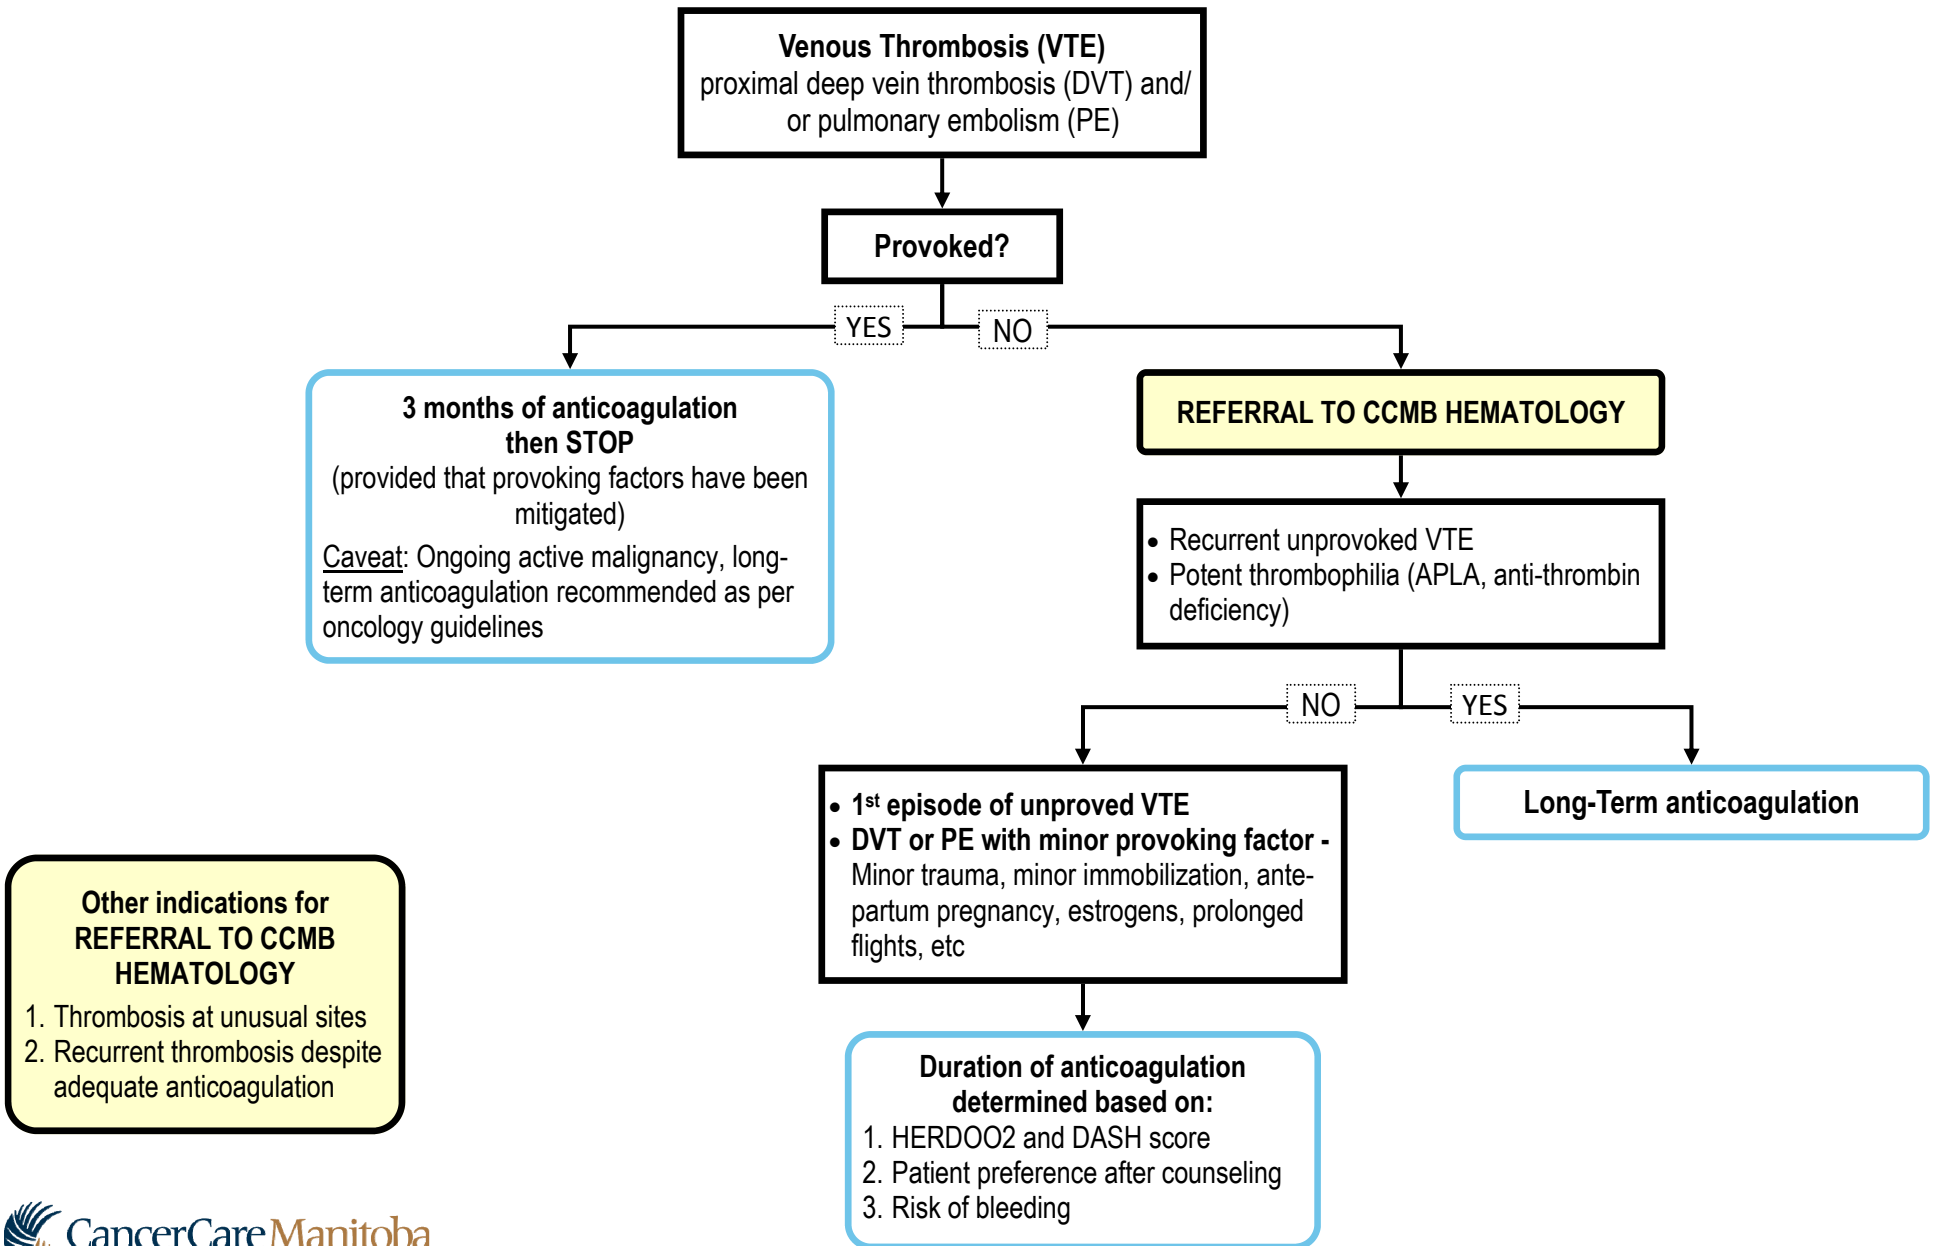 Venous Thrombosis (VTE)
proximal deep vein thrombosis (DVT) and/
or pulmonary embolism (PE)
Provoked?
YES
NO
3 months of anticoagulation
then STOP
(provided that provoking factors have been
mitigated)
Caveat: Ongoing active malignancy, long-
term anticoagulation recommended as per
oncology guidelines
REFERRAL TO CCMB HEMATOLOGY
• Recurrent unprovoked VTE
• Potent thrombophilia (APLA, anti-thrombin
deficiency)
NO
YES
• 1st episode of unproved VTE
• DVT or PE with minor provoking factor -
Minor trauma, minor immobilization, ante-
partum pregnancy, estrogens, prolonged
flights, etc
Long-Term anticoagulation
Other indications for
REFERRAL TO CCMB
HEMATOLOGY
1. Thrombosis at unusual sites
2. Recurrent thrombosis despite
adequate anticoagulation
Duration of anticoagulation
determined based on:
1. HERDOO2 and DASH score
2. Patient preference after counseling
3. Risk of bleeding
CancerCare Manitoba